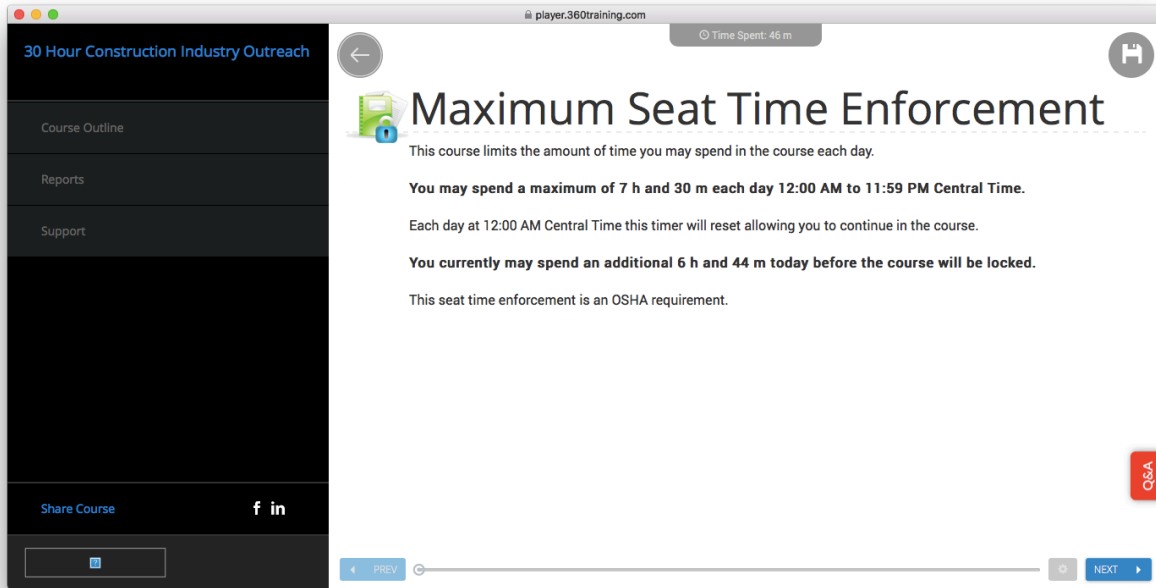 player.360training.com
30 Hour Construction Industry Outreach
Time Spent: 46 m
Course Outline
Reports
Support
Maximum Seat Time Enforcement
This course limits the amount of time you may spend in the course each day.
You may spend a maximum of 7 h and 30 m each day 12:00 AM to 11:59 PM Central Time.
Each day at 12:00 AM Central Time this timer will reset allowing you to continue in the course.
You currently may spend an additional 6 h and 44 m today before the course will be locked.
This seat time enforcement is an OSHA requirement.
Q&A
Share Course
f in
?
PREV
NEXT